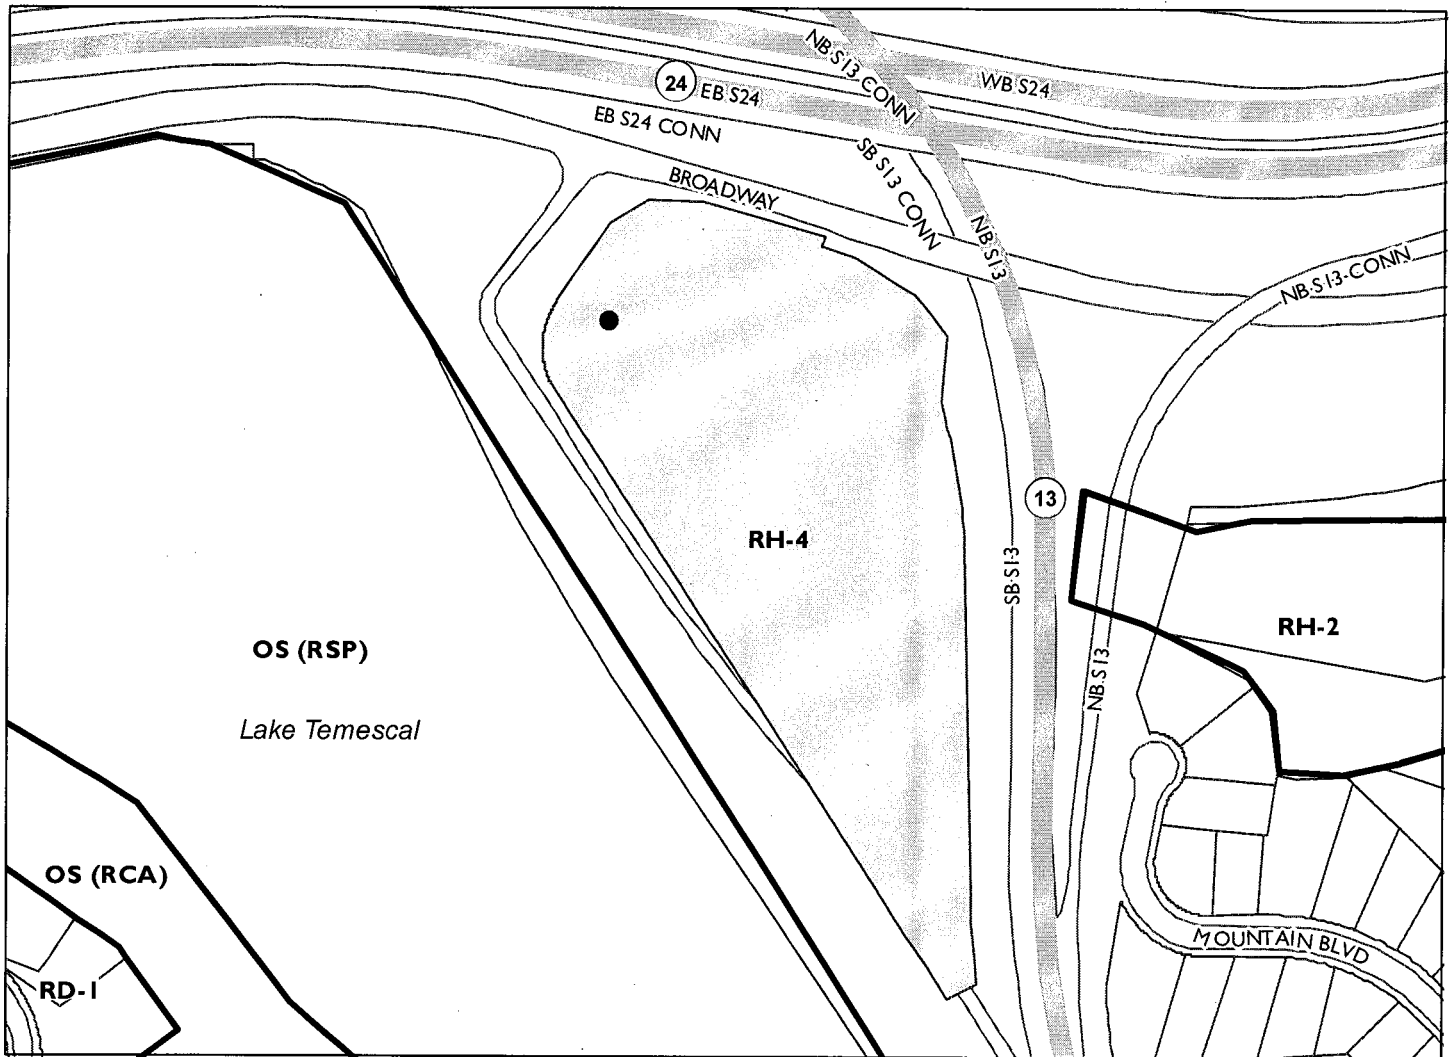 NB S13 CONN
WB S24
24
EB S24
EB S24 CONN
SB S13 CONN
BROADWAY
NB S13
NB S13 CONN
13
RH-4
SB S13
RH-2
OS (RSP)
NB S13
Lake Temescal
OS (RCA)
MOUNTAIN BLVD
RD-1